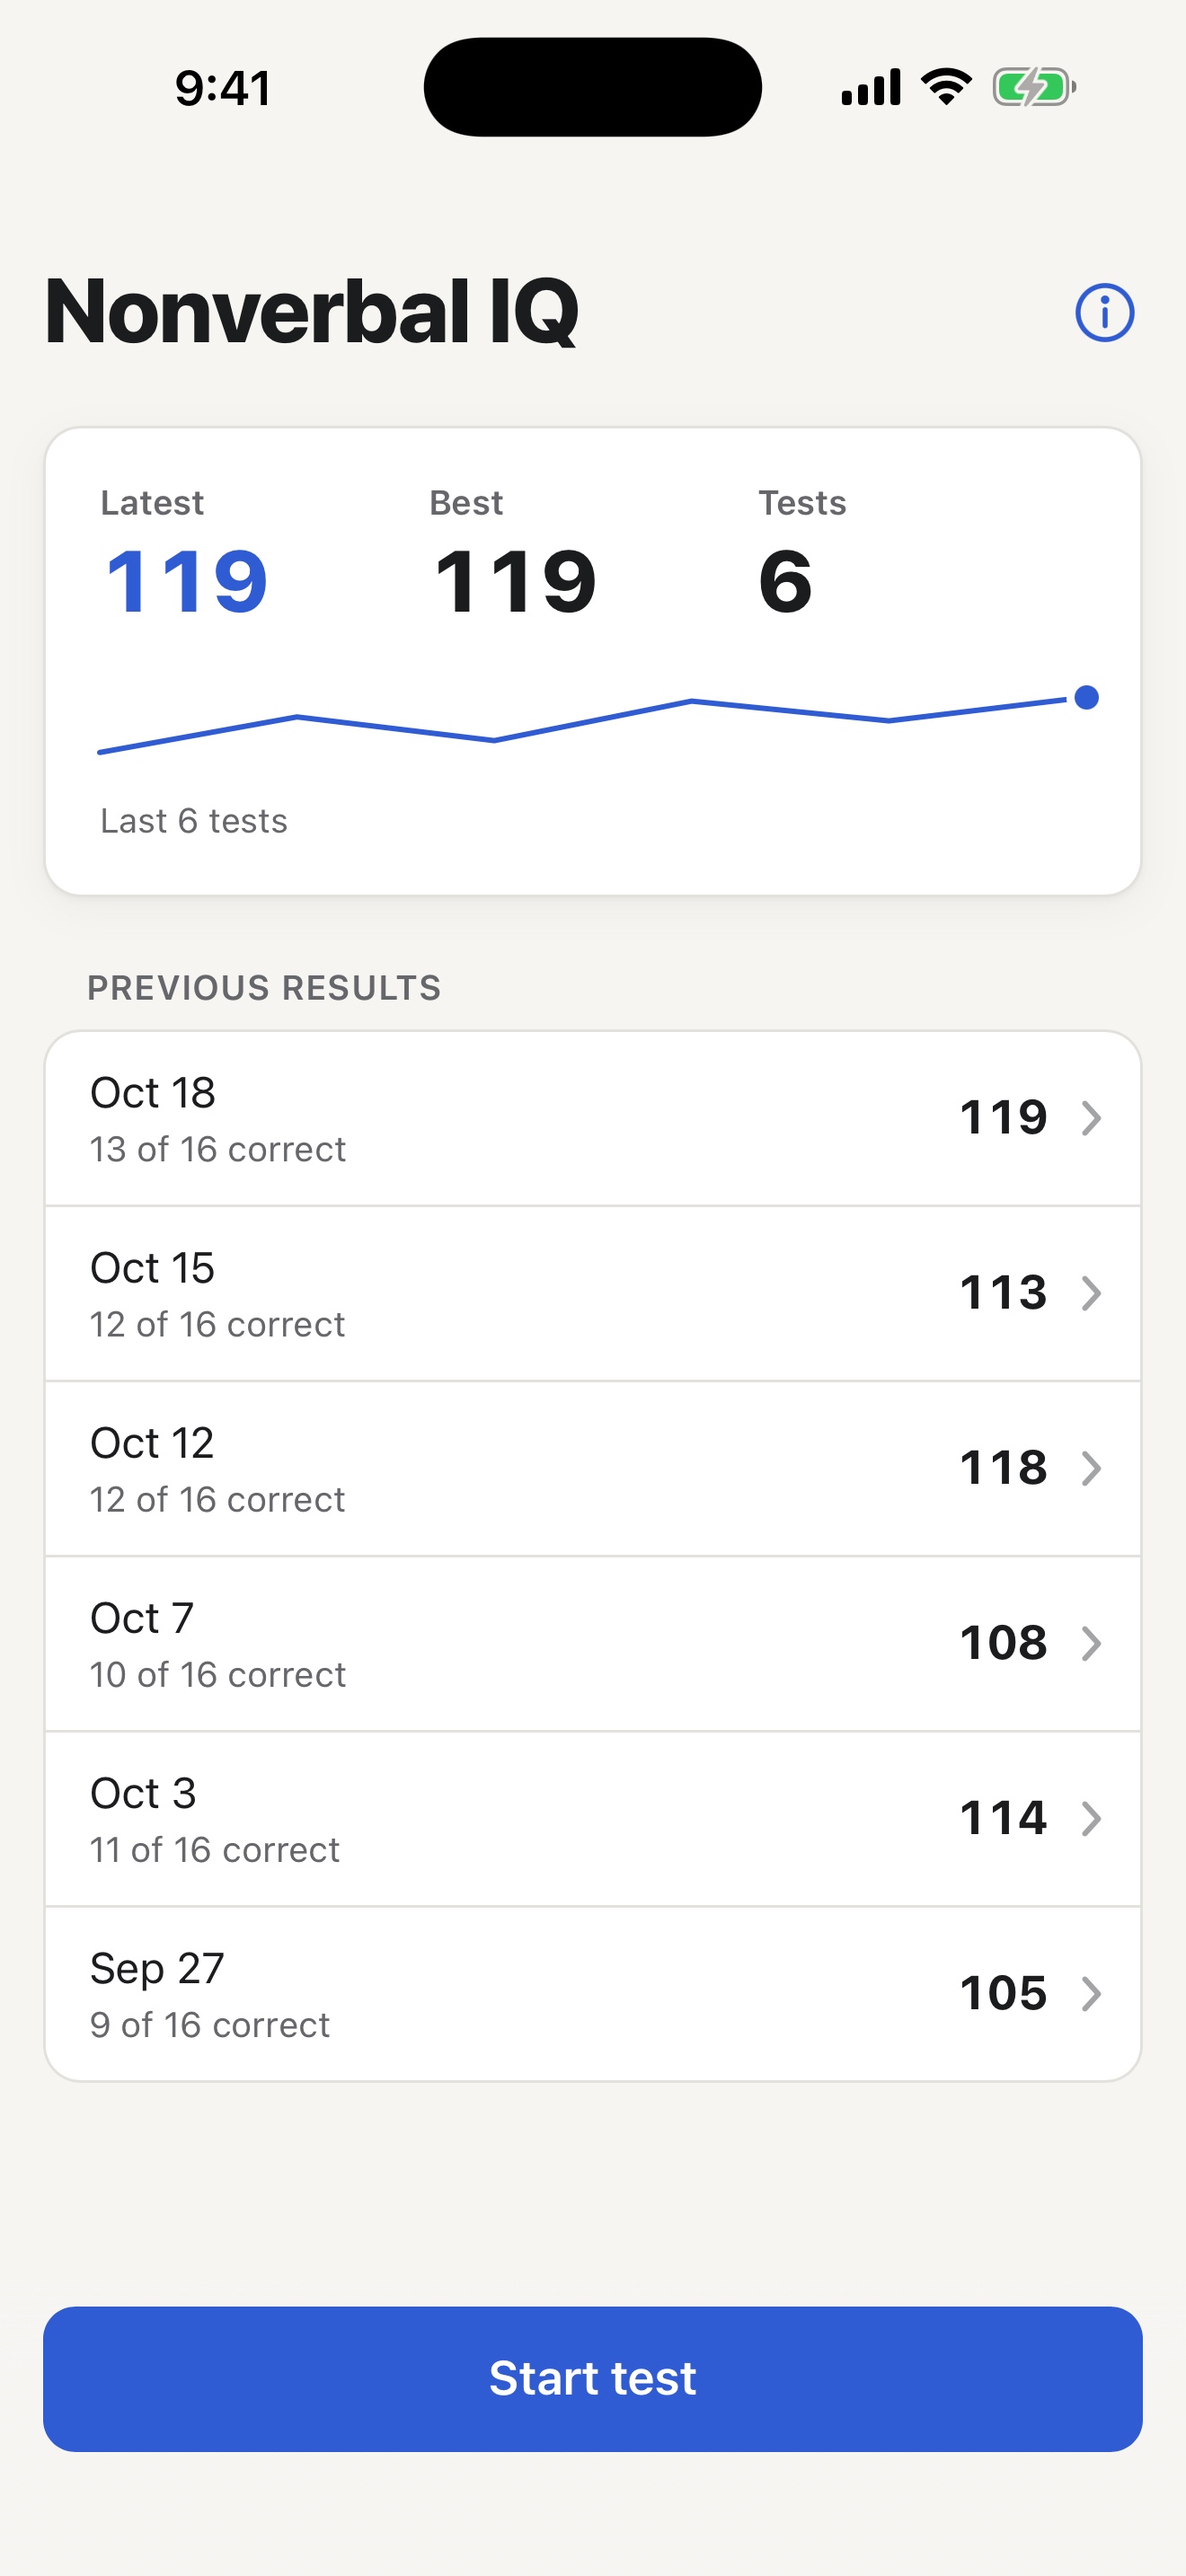 9:41
Nonverbal IQ
Latest Best Tests
119 119 6
Last 6 tests
PREVIOUS RESULTS
Oct 18
13 of 16 correct
119
Oct 15
12 of 16 correct
113
Oct 12
12 of 16 correct
118
Oct 7
10 of 16 correct
108
Oct 3
11 of 16 correct
114
Sep 27
9 of 16 correct
105
Start test